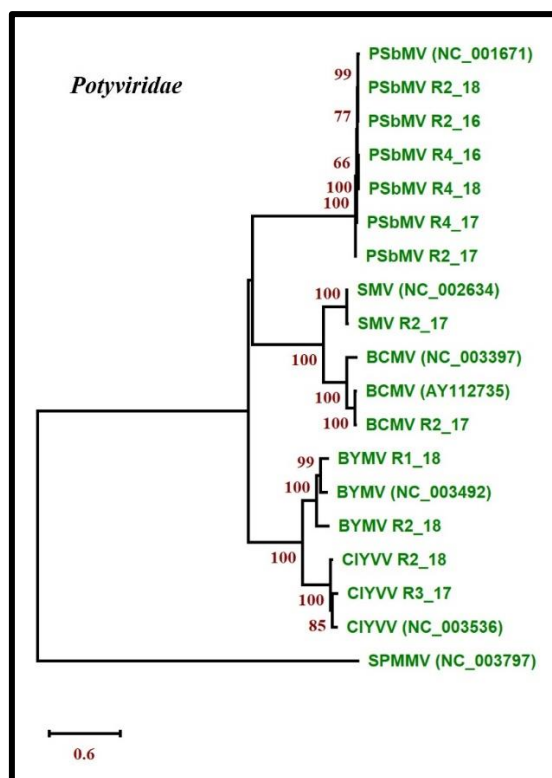 PSbMV (NC_001671)
99
Potyviridae
PSbMV R2_18
77
PSbMV R2_16
66
PSbMV R4_16
100
PSbMV R4_18
100
PSbMV R4_17
PSbMV R2_17
100
SMV (NC_002634)
SMV R2_17
100
BCMV (NC_003397)
100
BCMV (AY112735)
100
BCMV R2_17
99
BYMV R1_18
100
BYMV (NC_003492)
BYMV R2_18
100
ClYVV R2_18
100
ClYVV R3_17
85
ClYVV (NC_003536)
SPMMV (NC_003797)
0.6